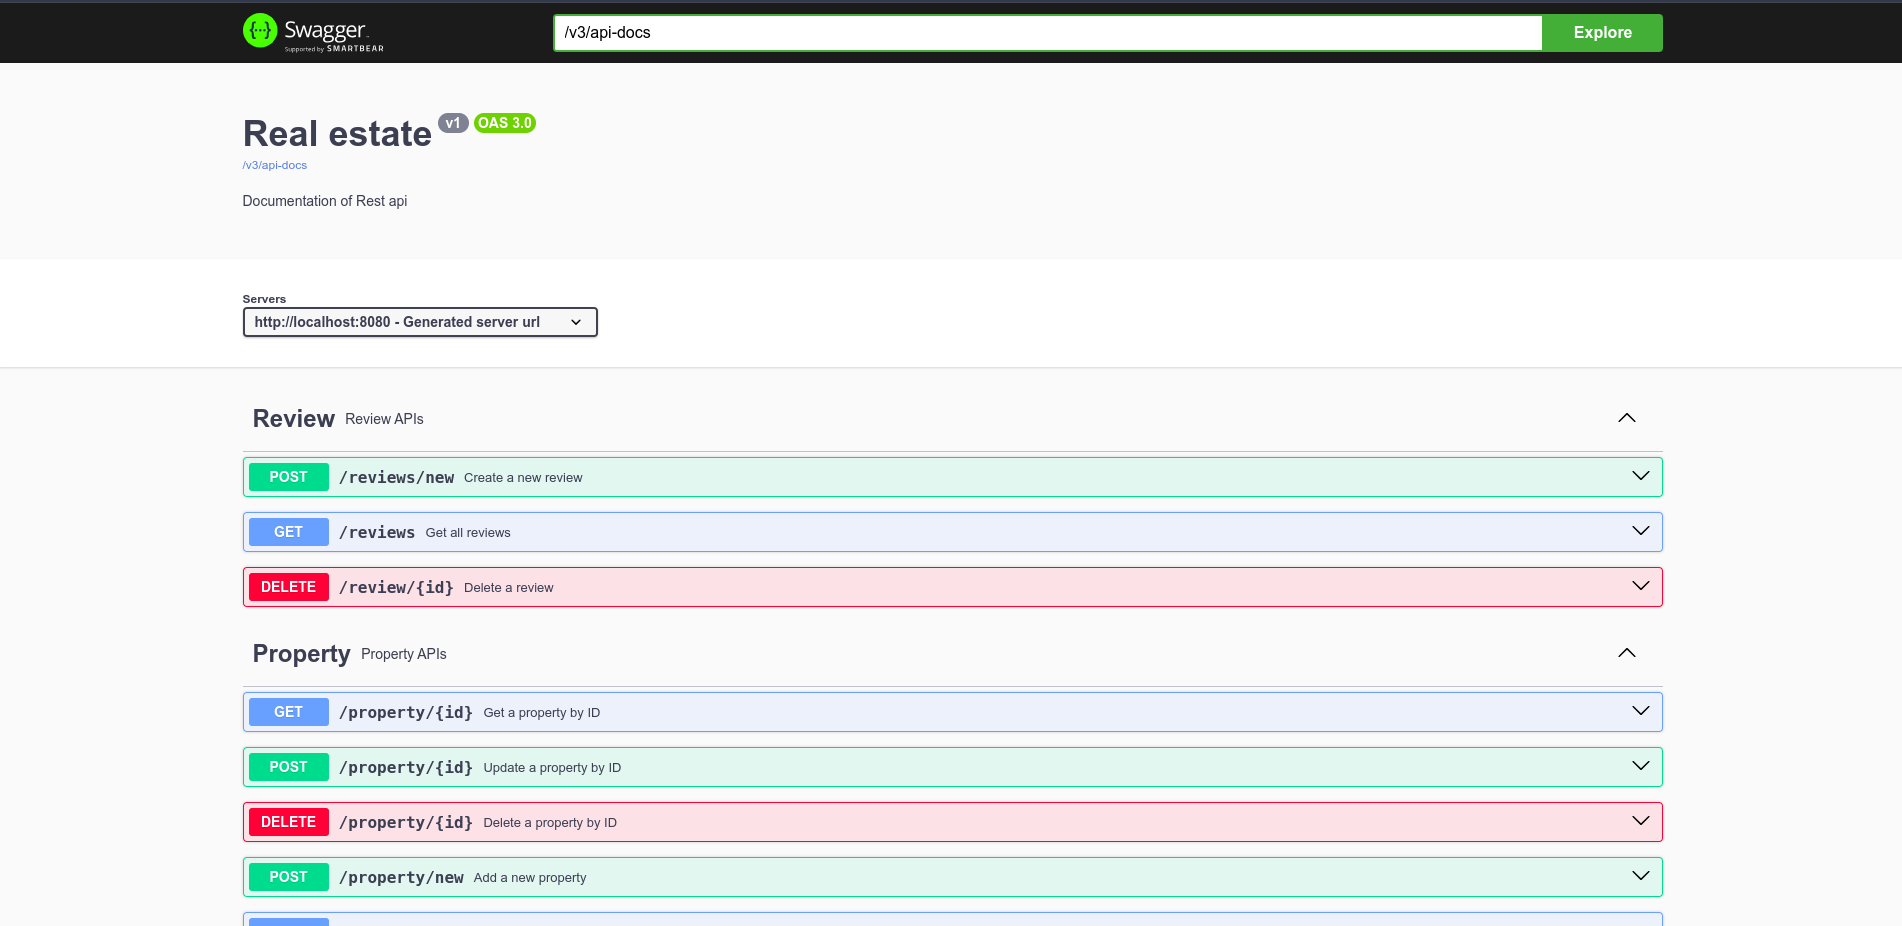 {···} Swagger™
Supported by SMARTBEAR
/v3/api-docs
Explore
Real estate v1 OAS 3.0
/v3/api-docs
Documentation of Rest api
Servers
http://localhost:8080 - Generated server url
Review Review APIs
POST /reviews/new Create a new review
GET /reviews Get all reviews
DELETE /review/{id} Delete a review
Property Property APIs
GET /property/{id} Get a property by ID
POST /property/{id} Update a property by ID
DELETE /property/{id} Delete a property by ID
POST /property/new Add a new property